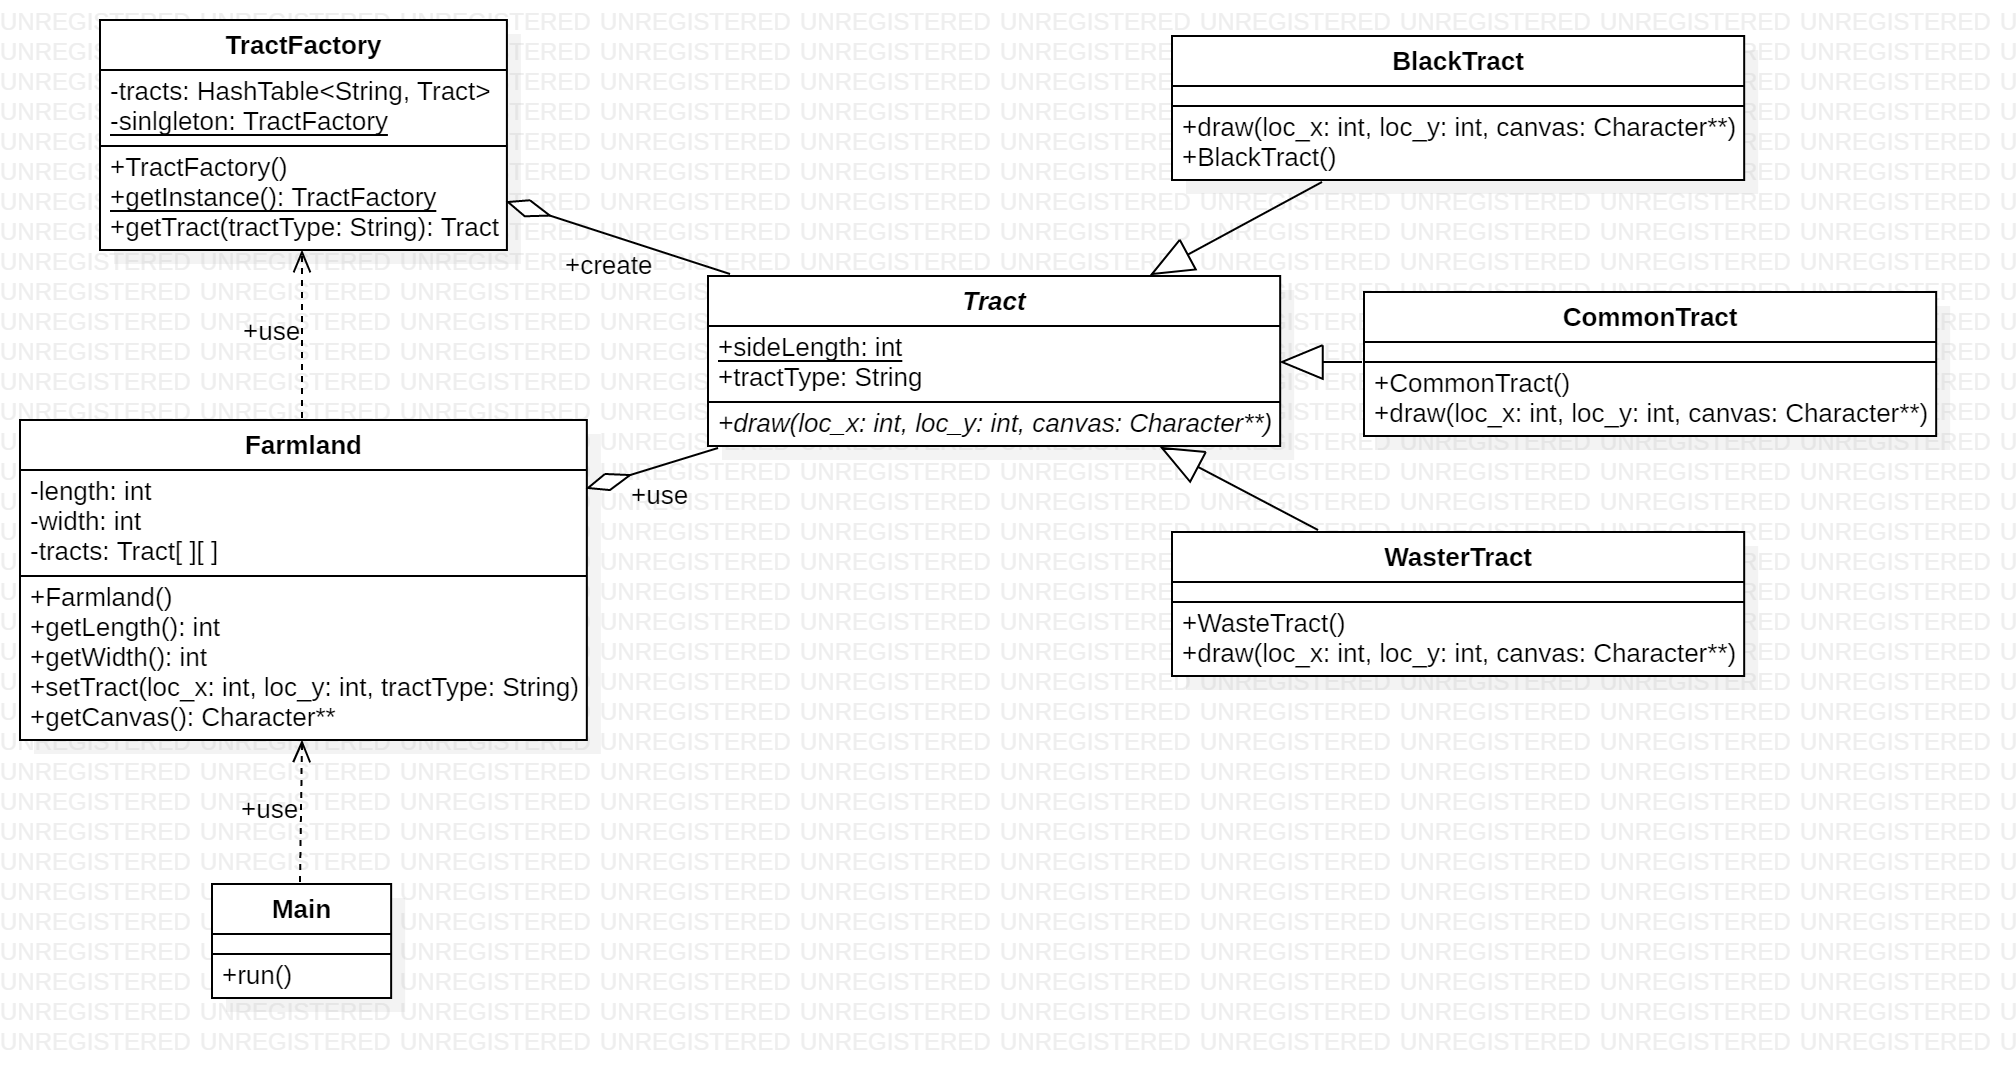 TractFactory
-tracts: HashTable<String, Tract>
-sinlgleton: TractFactory
+TractFactory()
+getInstance(): TractFactory
+getTract(tractType: String): Tract
+create
+use
BlackTract
+draw(loc_x: int, loc_y: int, canvas: Character**)
+BlackTract()
Tract
+sideLength: int
+tractType: String
+draw(loc_x: int, loc_y: int, canvas: Character**)
CommonTract
+CommonTract()
+draw(loc_x: int, loc_y: int, canvas: Character**)
Farmland
-length: int
-width: int
-tracts: Tract[ ][ ]
+Farmland()
+getLength(): int
+getWidth(): int
+setTract(loc_x: int, loc_y: int, tractType: String)
+getCanvas(): Character**
+use
WasterTract
+WasteTract()
+draw(loc_x: int, loc_y: int, canvas: Character**)
+use
Main
+run()
UNREGISTERED